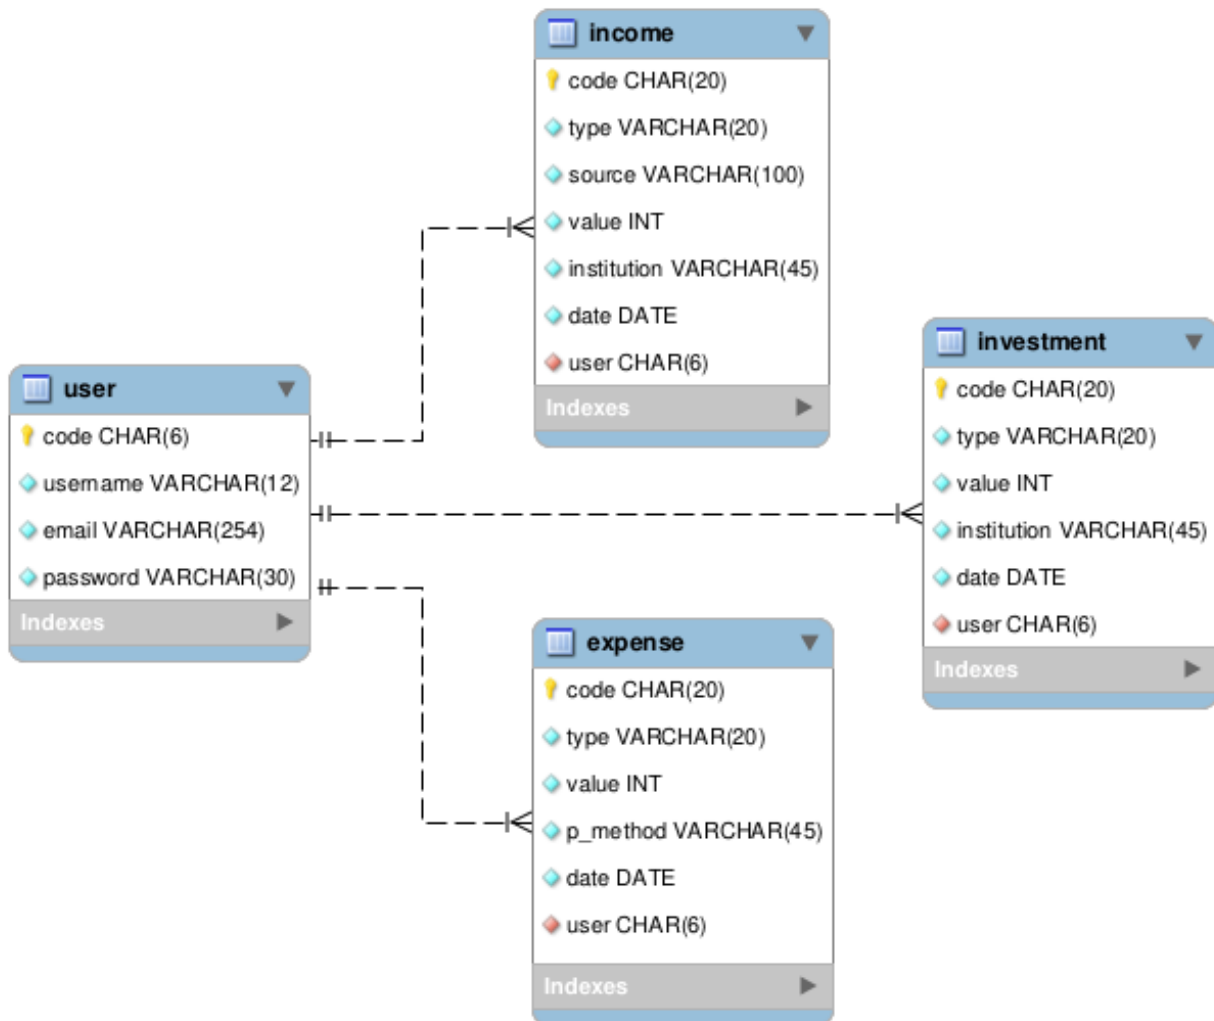 income
code CHAR(20)
type VARCHAR(20)
source VARCHAR(100)
value INT
institution VARCHAR(45)
date DATE
user CHAR(6)
Indexes
user
code CHAR(6)
username VARCHAR(12)
email VARCHAR(254)
password VARCHAR(30)
Indexes
investment
code CHAR(20)
type VARCHAR(20)
value INT
institution VARCHAR(45)
date DATE
user CHAR(6)
Indexes
expense
code CHAR(20)
type VARCHAR(20)
value INT
p_method VARCHAR(45)
date DATE
user CHAR(6)
Indexes